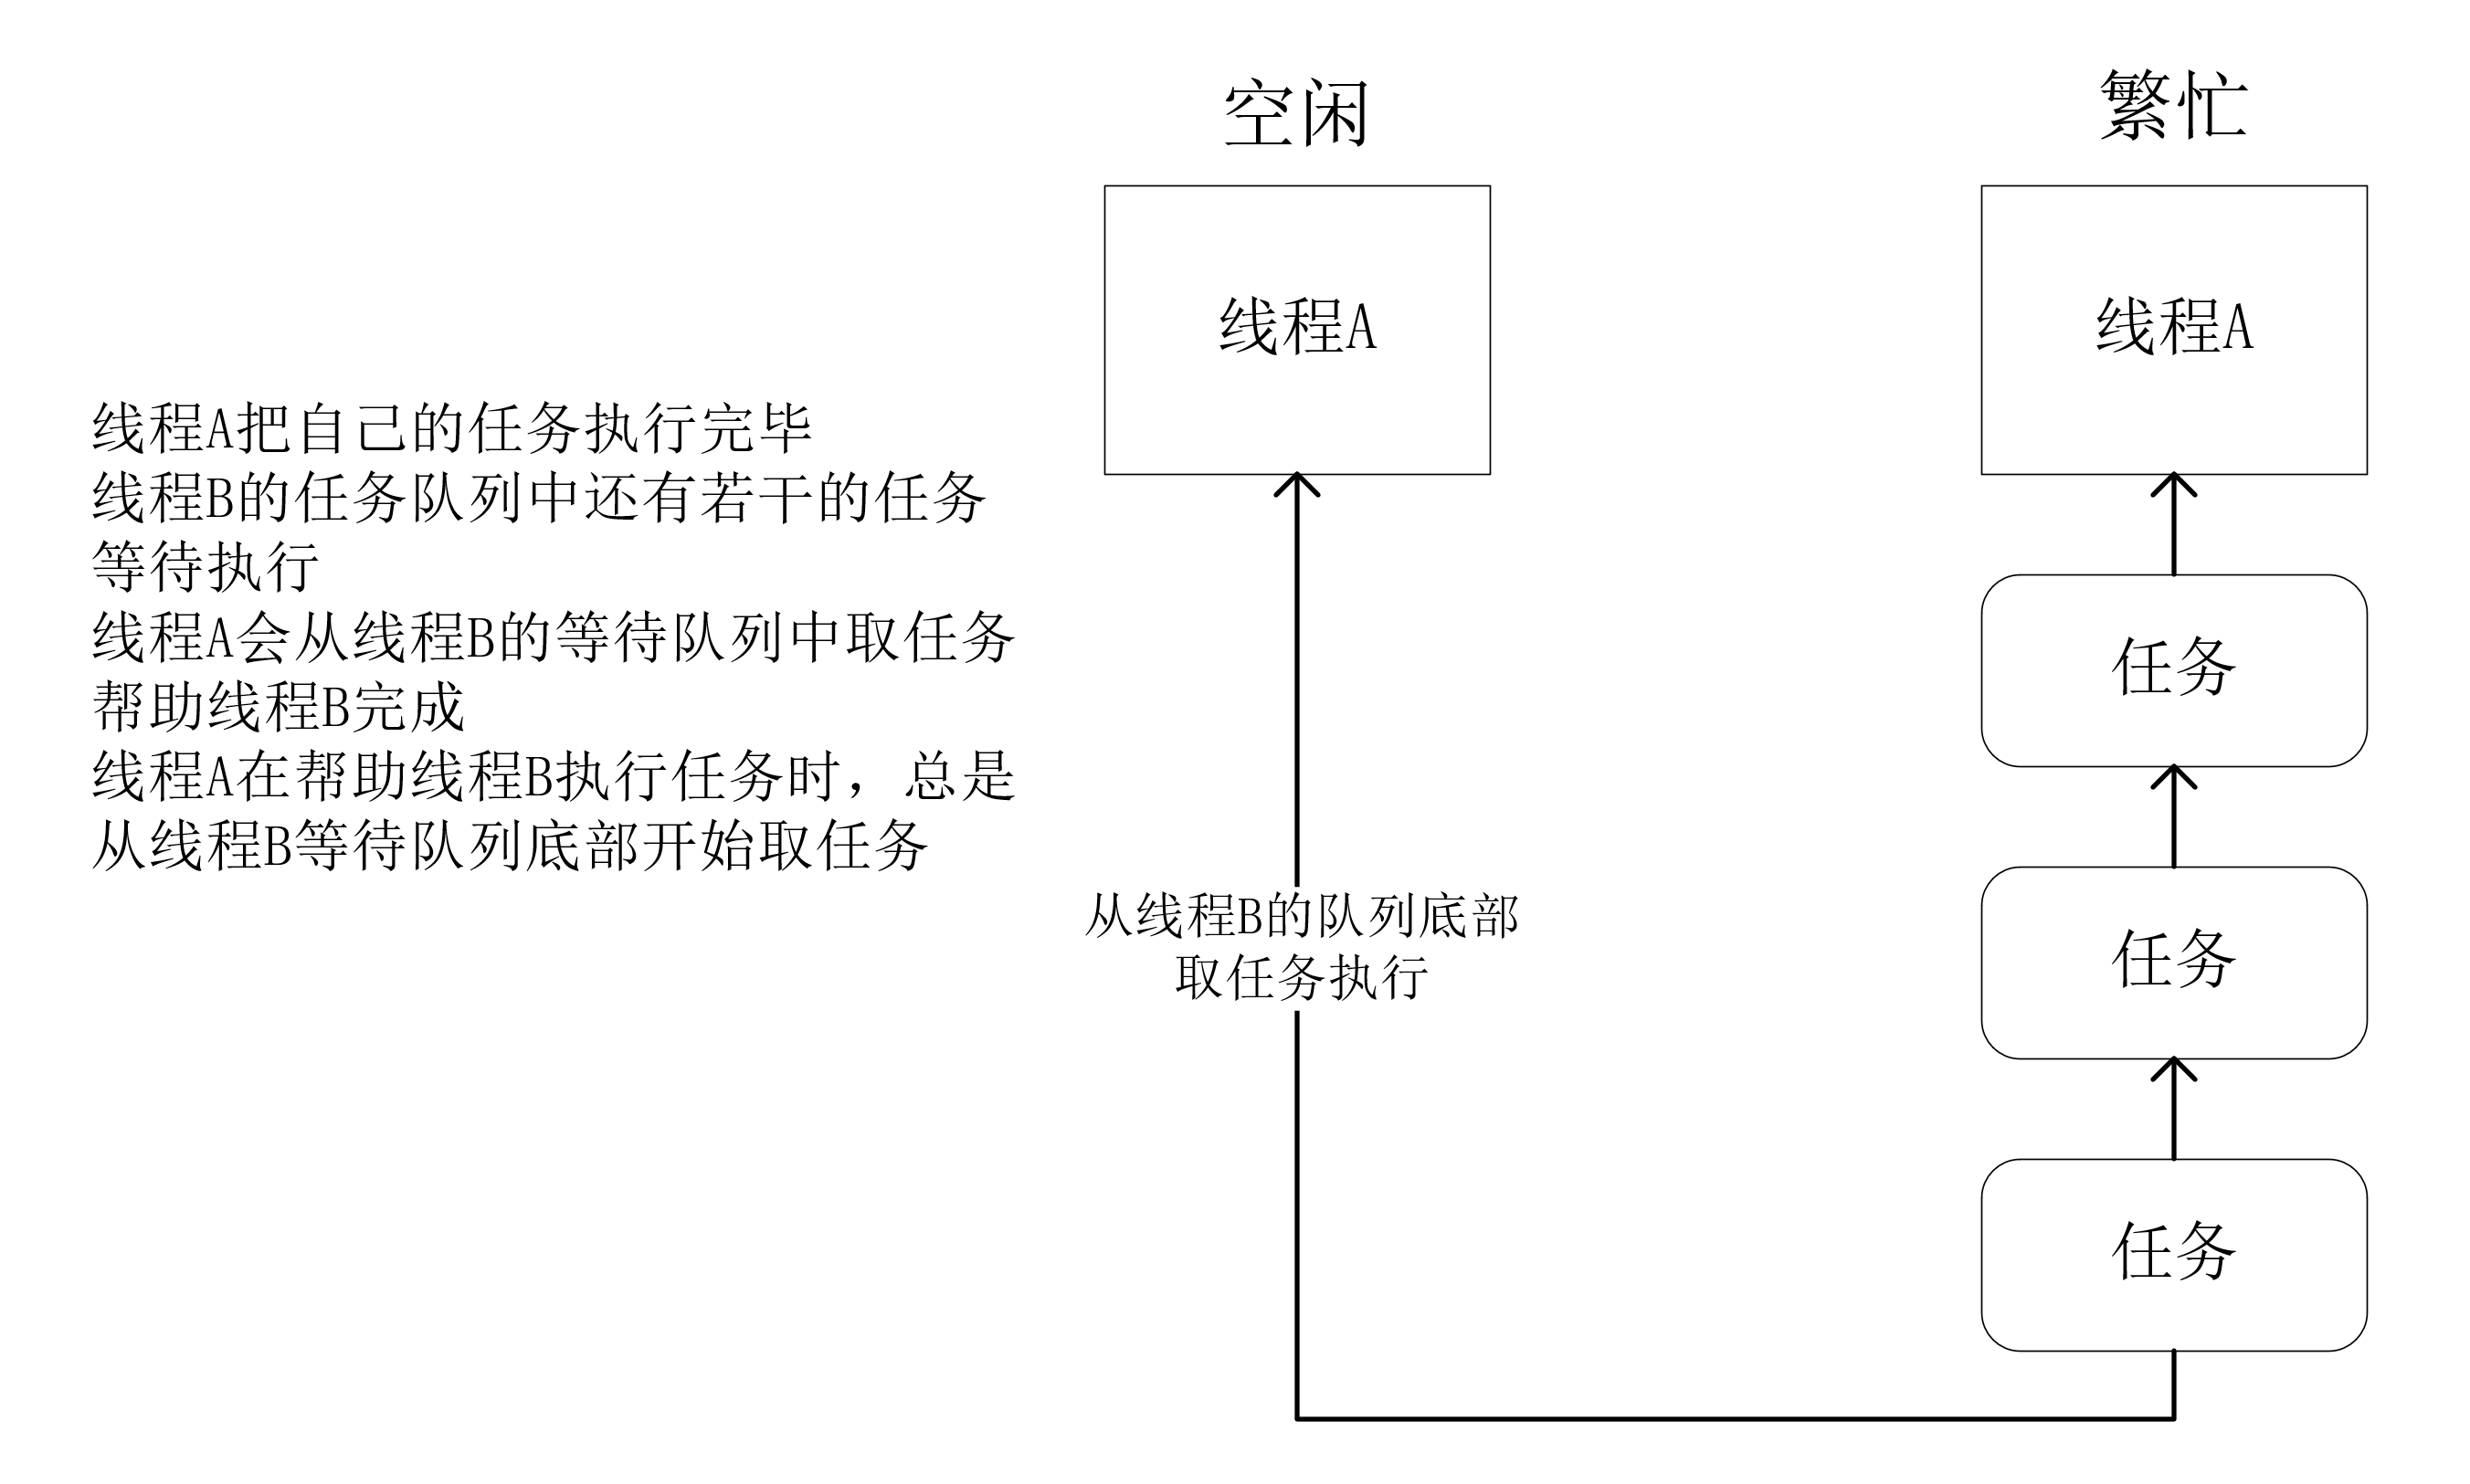 空闲
繁忙
线程A
线程A
线程A把自己的任务执行完毕
线程B的任务队列中还有若干的任务
等待执行
线程A会从线程B的等待队列中取任务
帮助线程B完成
线程A在帮助线程B执行任务时，总是
从线程B等待队列底部开始取任务
从线程B的队列底部
取任务执行
任务
任务
任务